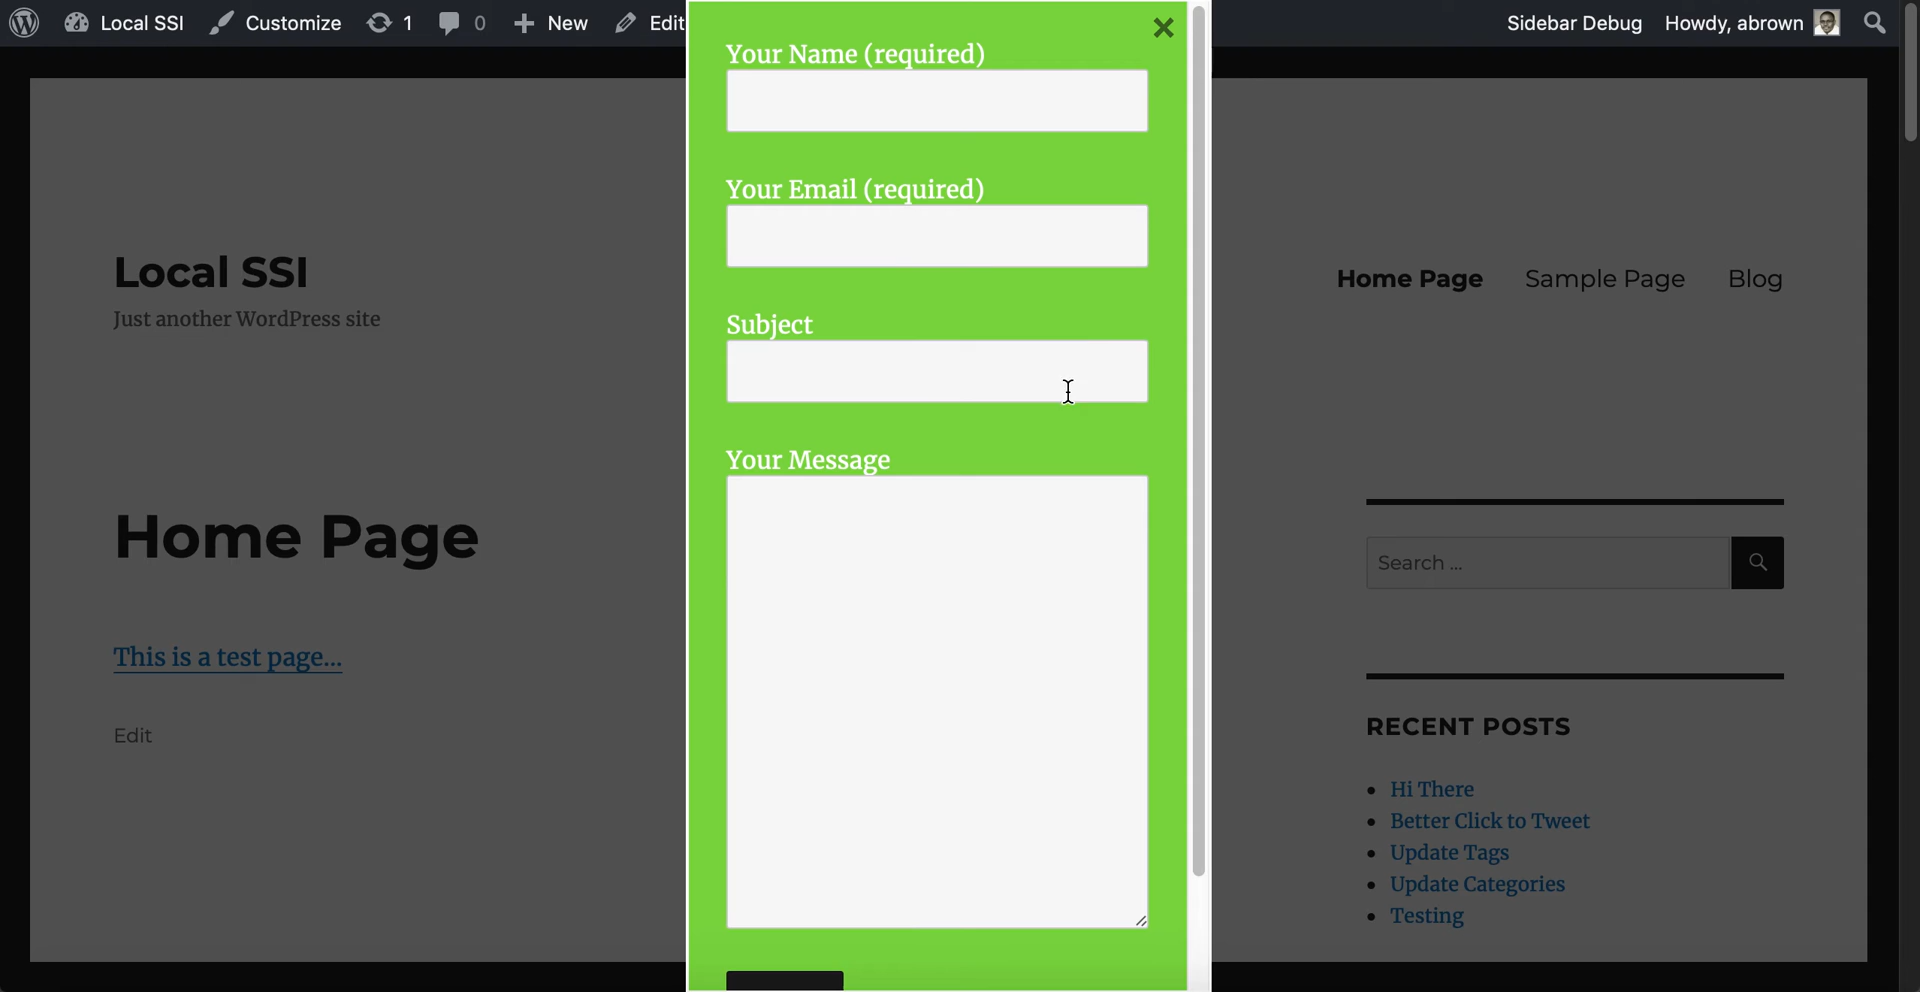 Local SSI
Customize
1
0
New
Edit
Sidebar Debug
Howdy, abrown
Your Name (required)
Your Email (required)
Subject
Your Message
Local SSI
Just another WordPress site
Home Page
Sample Page
Blog
Home Page
This is a test page...
Edit
Search ...
RECENT POSTS
Hi There
Better Click to Tweet
Update Tags
Update Categories
Testing